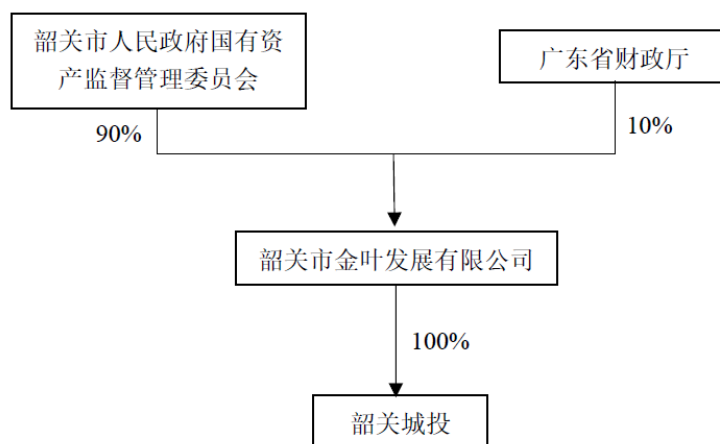 韶关市人民政府国有资
产监督管理委员会
广东省财政厅
90%
10%
韶关市金叶发展有限公司
100%
韶关城投